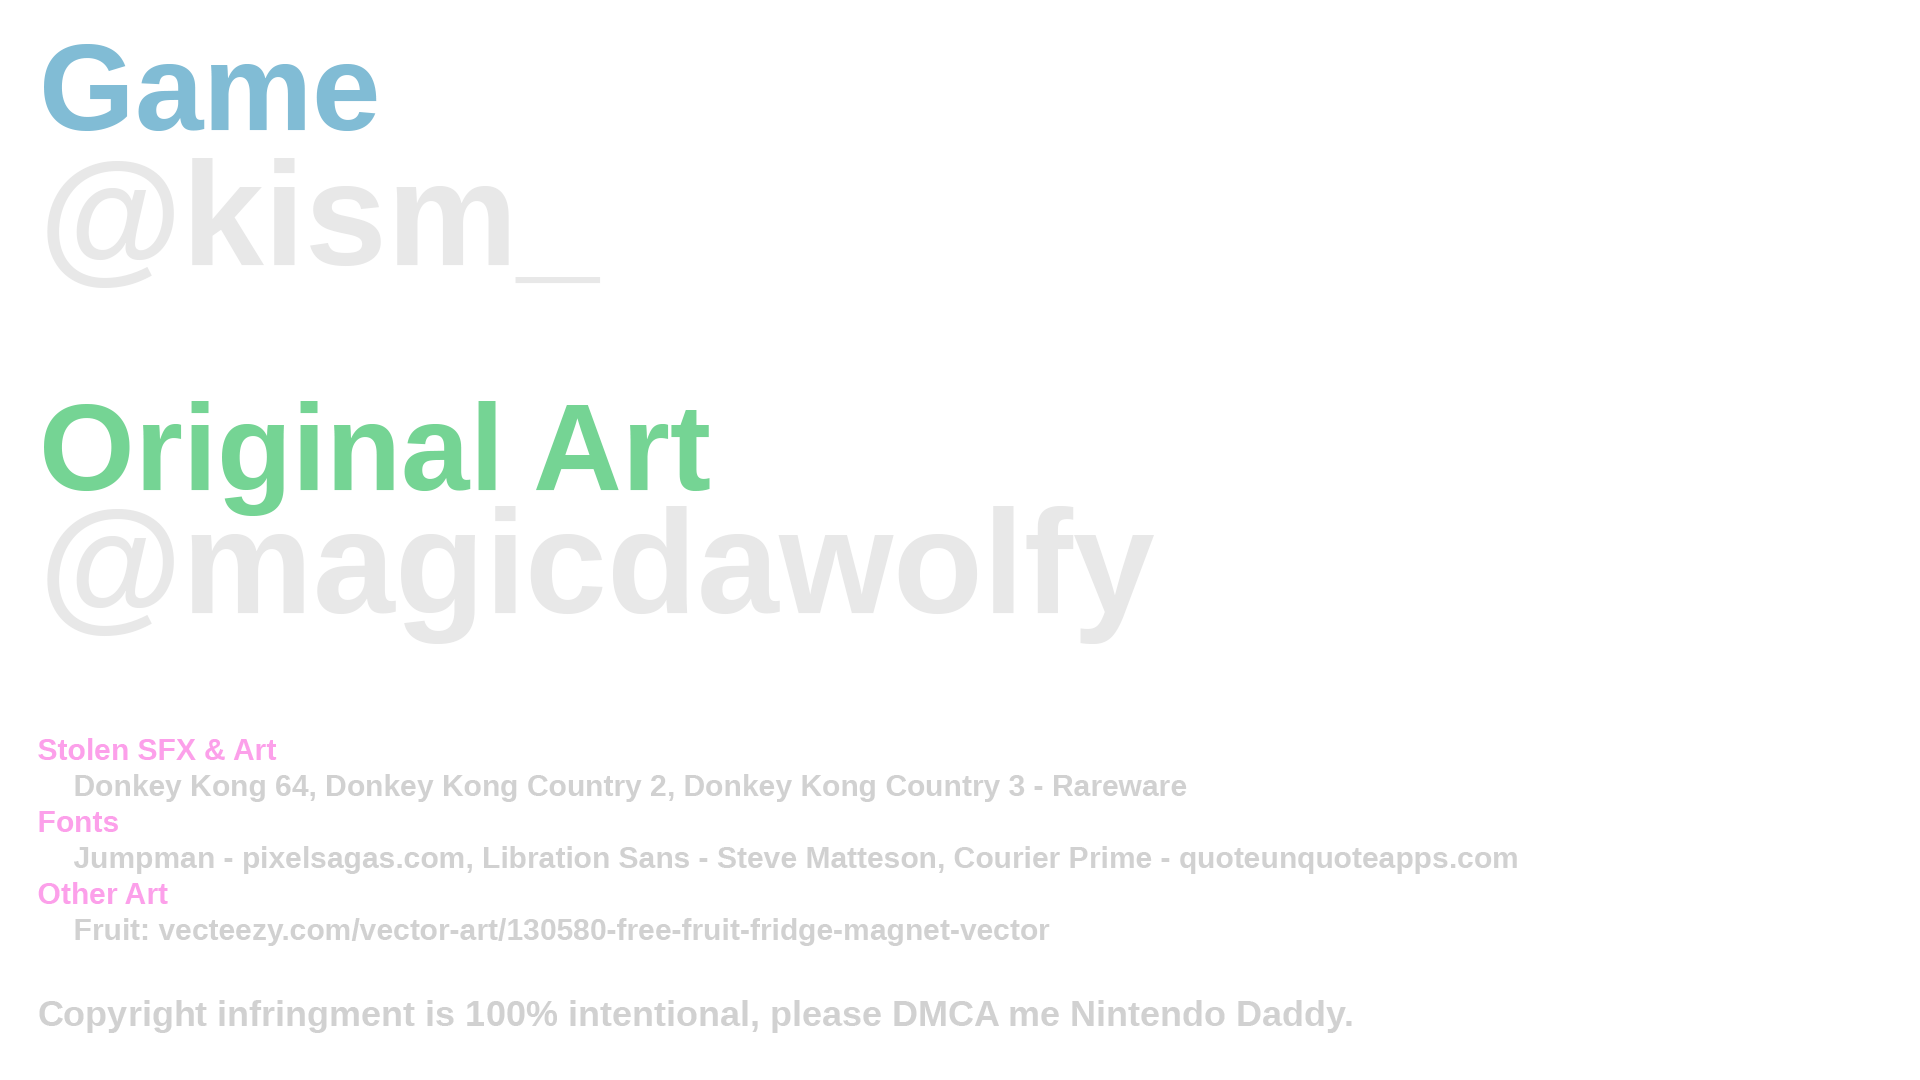 Game
@kism_
Original Art
@magicdawolfy
Stolen SFX & Art
Donkey Kong 64, Donkey Kong Country 2, Donkey Kong Country 3 - Rareware
Fonts
Jumpman - pixelsagas.com, Libration Sans - Steve Matteson, Courier Prime - quoteunquoteapps.com
Other Art
Fruit: vecteezy.com/vector-art/130580-free-fruit-fridge-magnet-vector
Copyright infringment is 100% intentional, please DMCA me Nintendo Daddy.